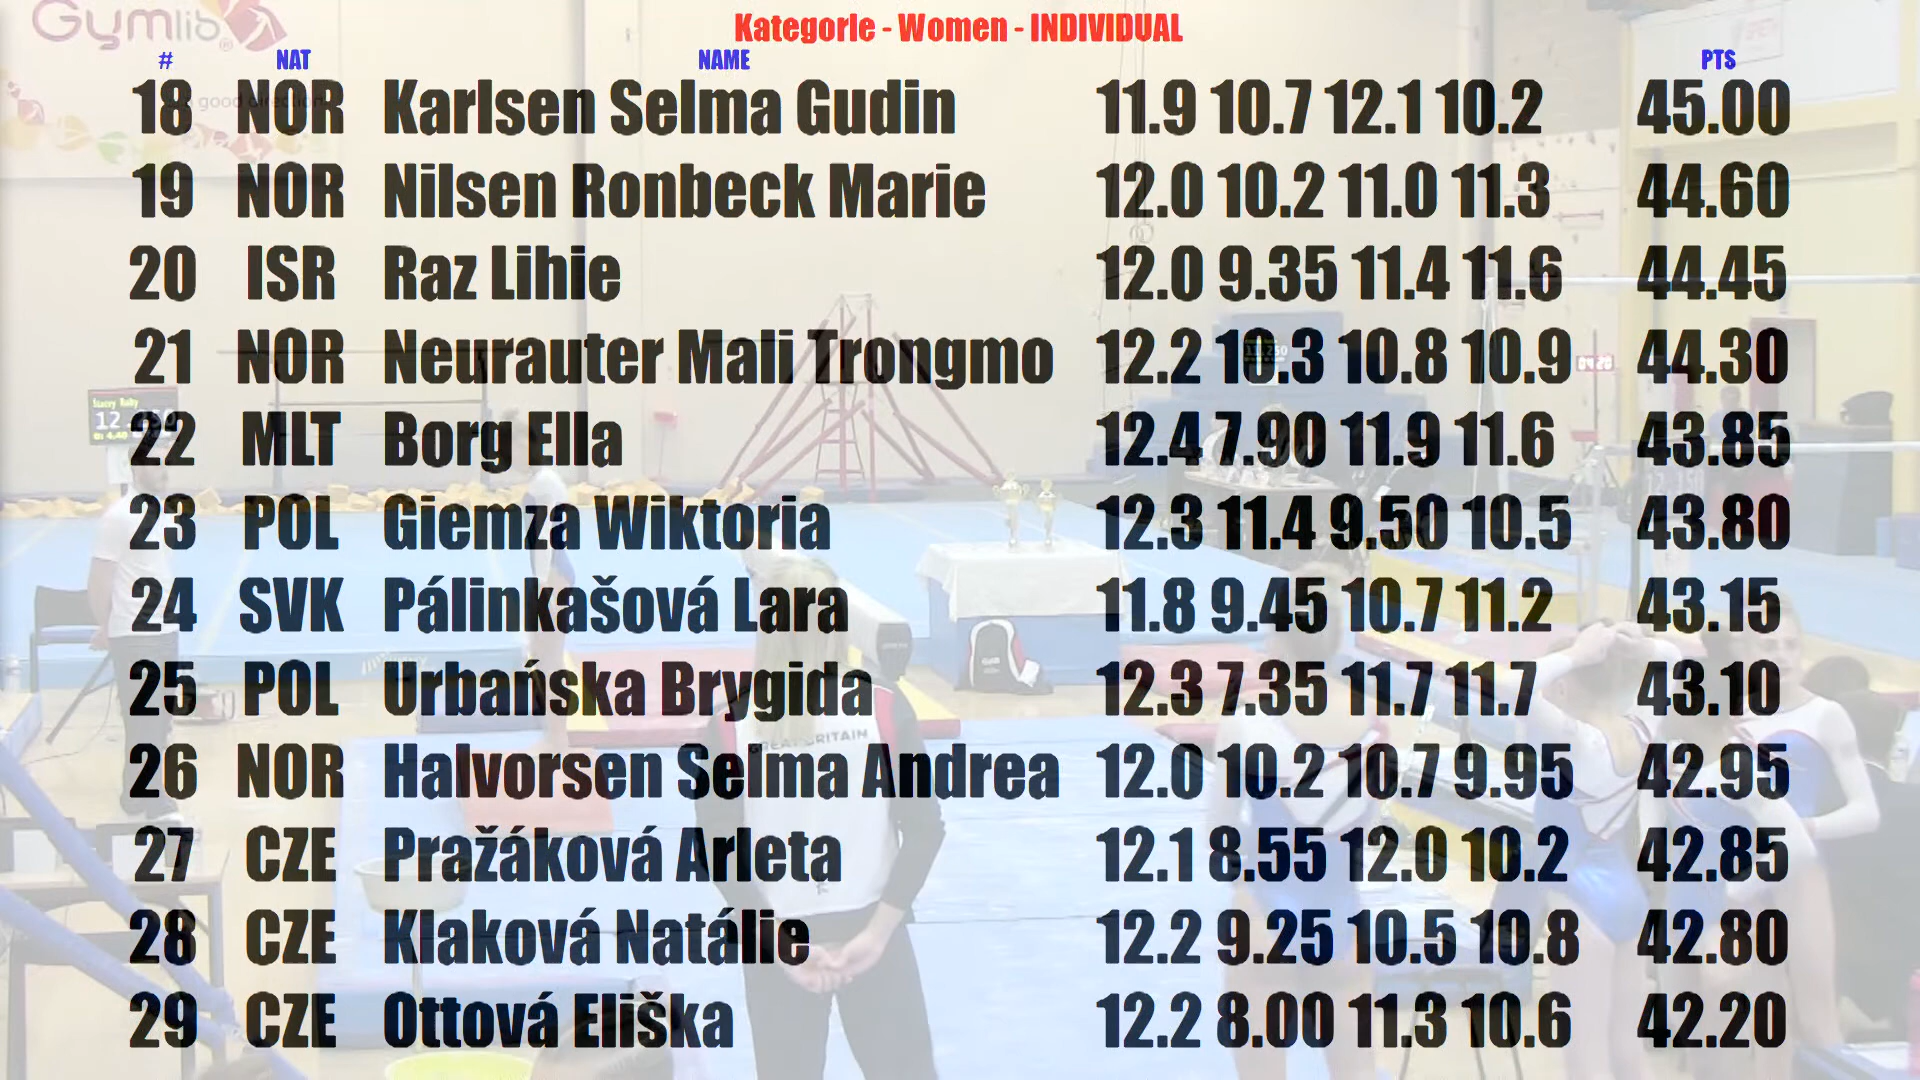 Gymlib®
a good direction
Kategorie - Women - INDIVIDUAL
# NAT NAME PTS
18 NOR Karlsen Selma Gudin 11.9 10.7 12.1 10.2 45.00
19 NOR Nilsen Ronbeck Marie 12.0 10.2 11.0 11.3 44.60
20 ISR Raz Lihie 12.0 9.35 11.4 11.6 44.45
21 NOR Neurauter Mali Trongmo 12.2 10.3 10.8 10.9 44.30
22 MLT Borg Ella 12.4 7.90 11.9 11.6 43.85
23 POL Giemza Wiktoria 12.3 11.4 9.50 10.5 43.80
24 SVK Pálinkašová Lara 11.8 9.45 10.7 11.2 43.15
25 POL Urbańska Brygida 12.3 7.35 11.7 11.7 43.10
GREAT BRITAIN
26 NOR Halvorsen Selma Andrea 12.0 10.2 10.7 9.95 42.95
27 CZE Pražáková Arleta 12.1 8.55 12.0 10.2 42.85
28 CZE Klaková Natálie 12.2 9.25 10.5 10.8 42.80
29 CZE Ottová Eliška 12.2 8.00 11.3 10.6 42.20